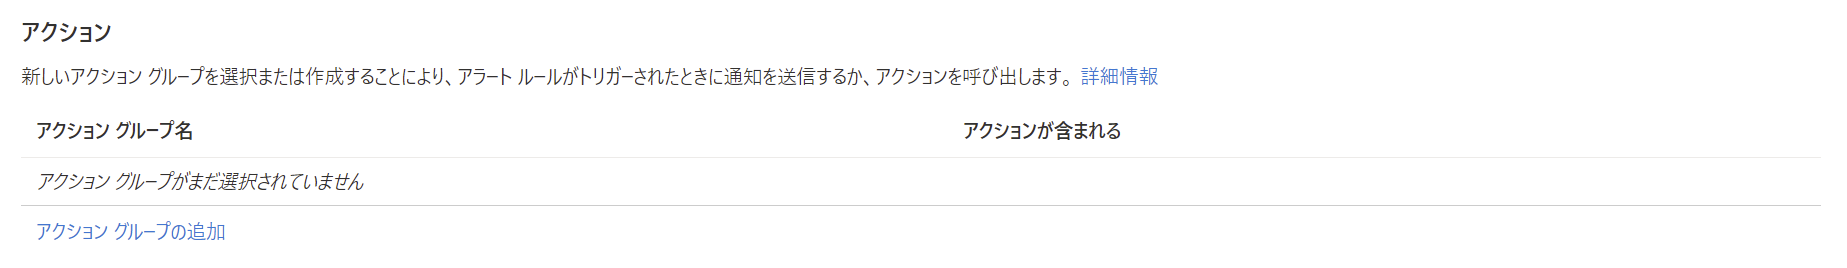 アクション
新しいアクション グループを選択または作成することにより、アラート ルールがトリガーされたときに通知を送信するか、アクションを呼び出します。 詳細情報
アクション グループ名 アクションが含まれる
アクション グループがまだ選択されていません
アクション グループの追加